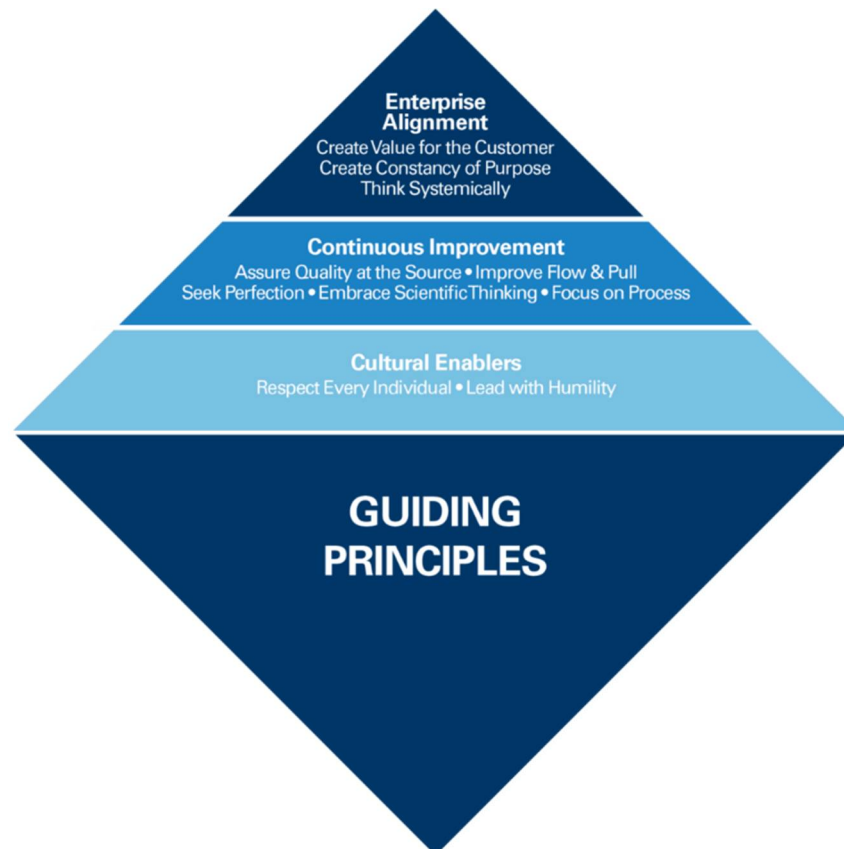 Enterprise
Alignment
Create Value for the Customer
Create Constancy of Purpose
Think Systemically
Continuous Improvement
Assure Quality at the Source • Improve Flow & Pull
Seek Perfection • Embrace Scientific Thinking • Focus on Process
Cultural Enablers
Respect Every Individual • Lead with Humility
GUIDING
PRINCIPLES